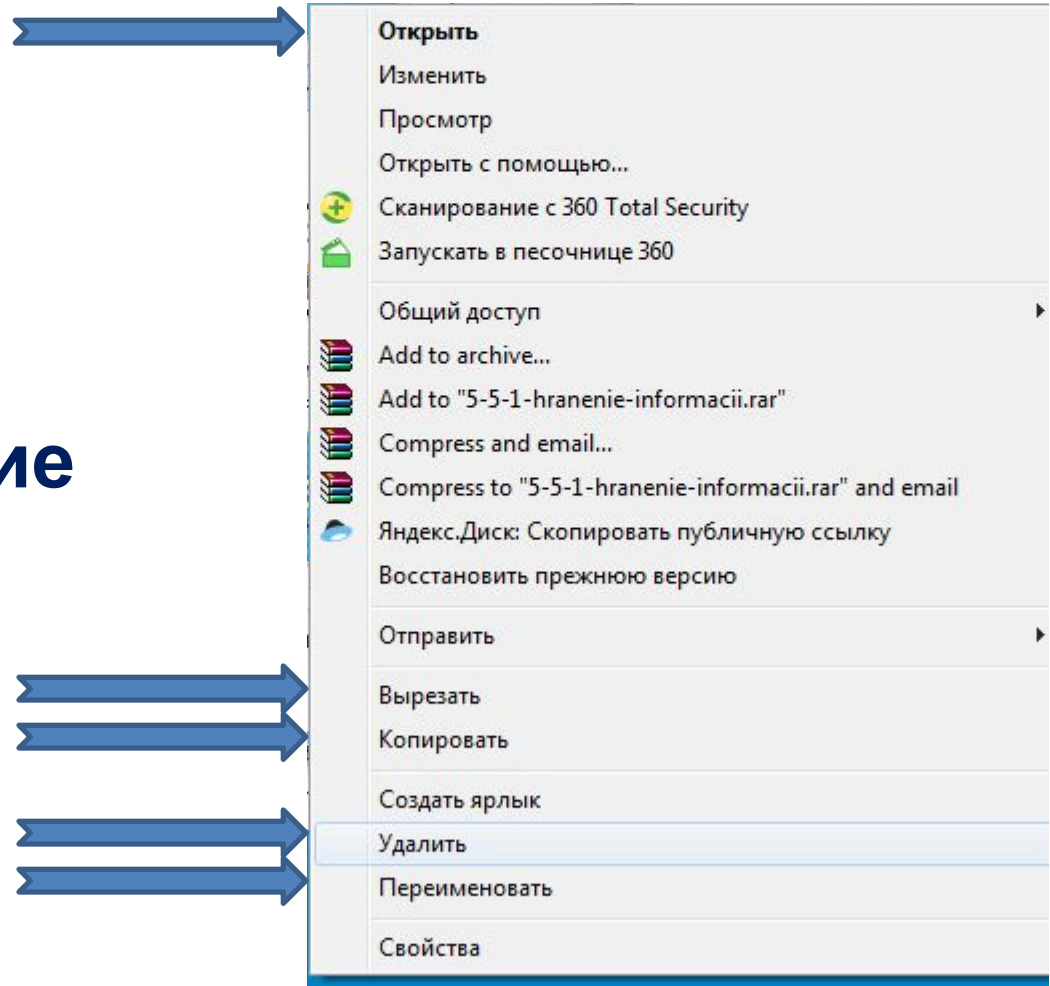 Открыть
Изменить
Просмотр
Открыть с помощью...
Сканирование с 360 Total Security
Запускать в песочнице 360
Общий доступ
Add to archive...
Add to "5-5-1-hranenie-informacii.rar"
ие
Compress and email...
Compress to "5-5-1-hranenie-informacii.rar" and email
Яндекс.Диск: Скопировать публичную ссылку
Восстановить прежнюю версию
Отправить
Вырезать
Копировать
Создать ярлык
Удалить
Переименовать
Свойства